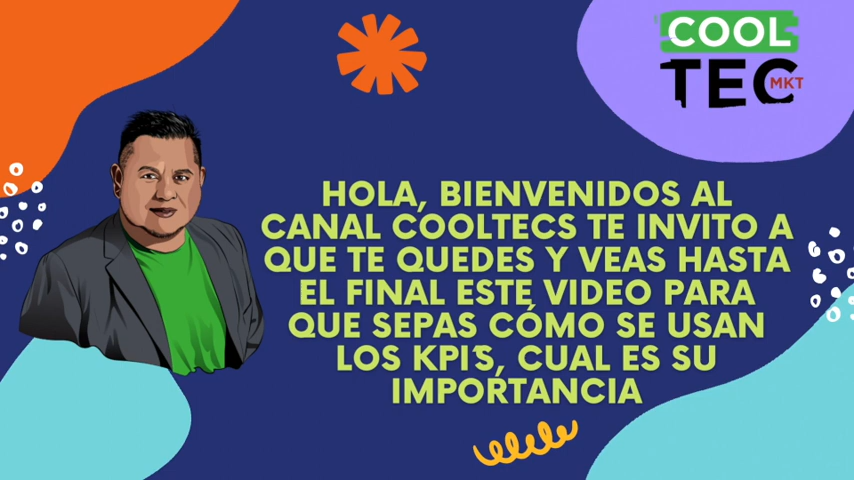 COOL
TEC MKT
HOLA, BIENVENIDOS AL
CANAL COOLTECS TE INVITO A
QUE TE QUEDES Y VEAS HASTA
EL FINAL ESTE VIDEO PARA
QUE SEPAS CÓMO SE USAN
LOS KPI´S, CUAL ES SU
IMPORTANCIA